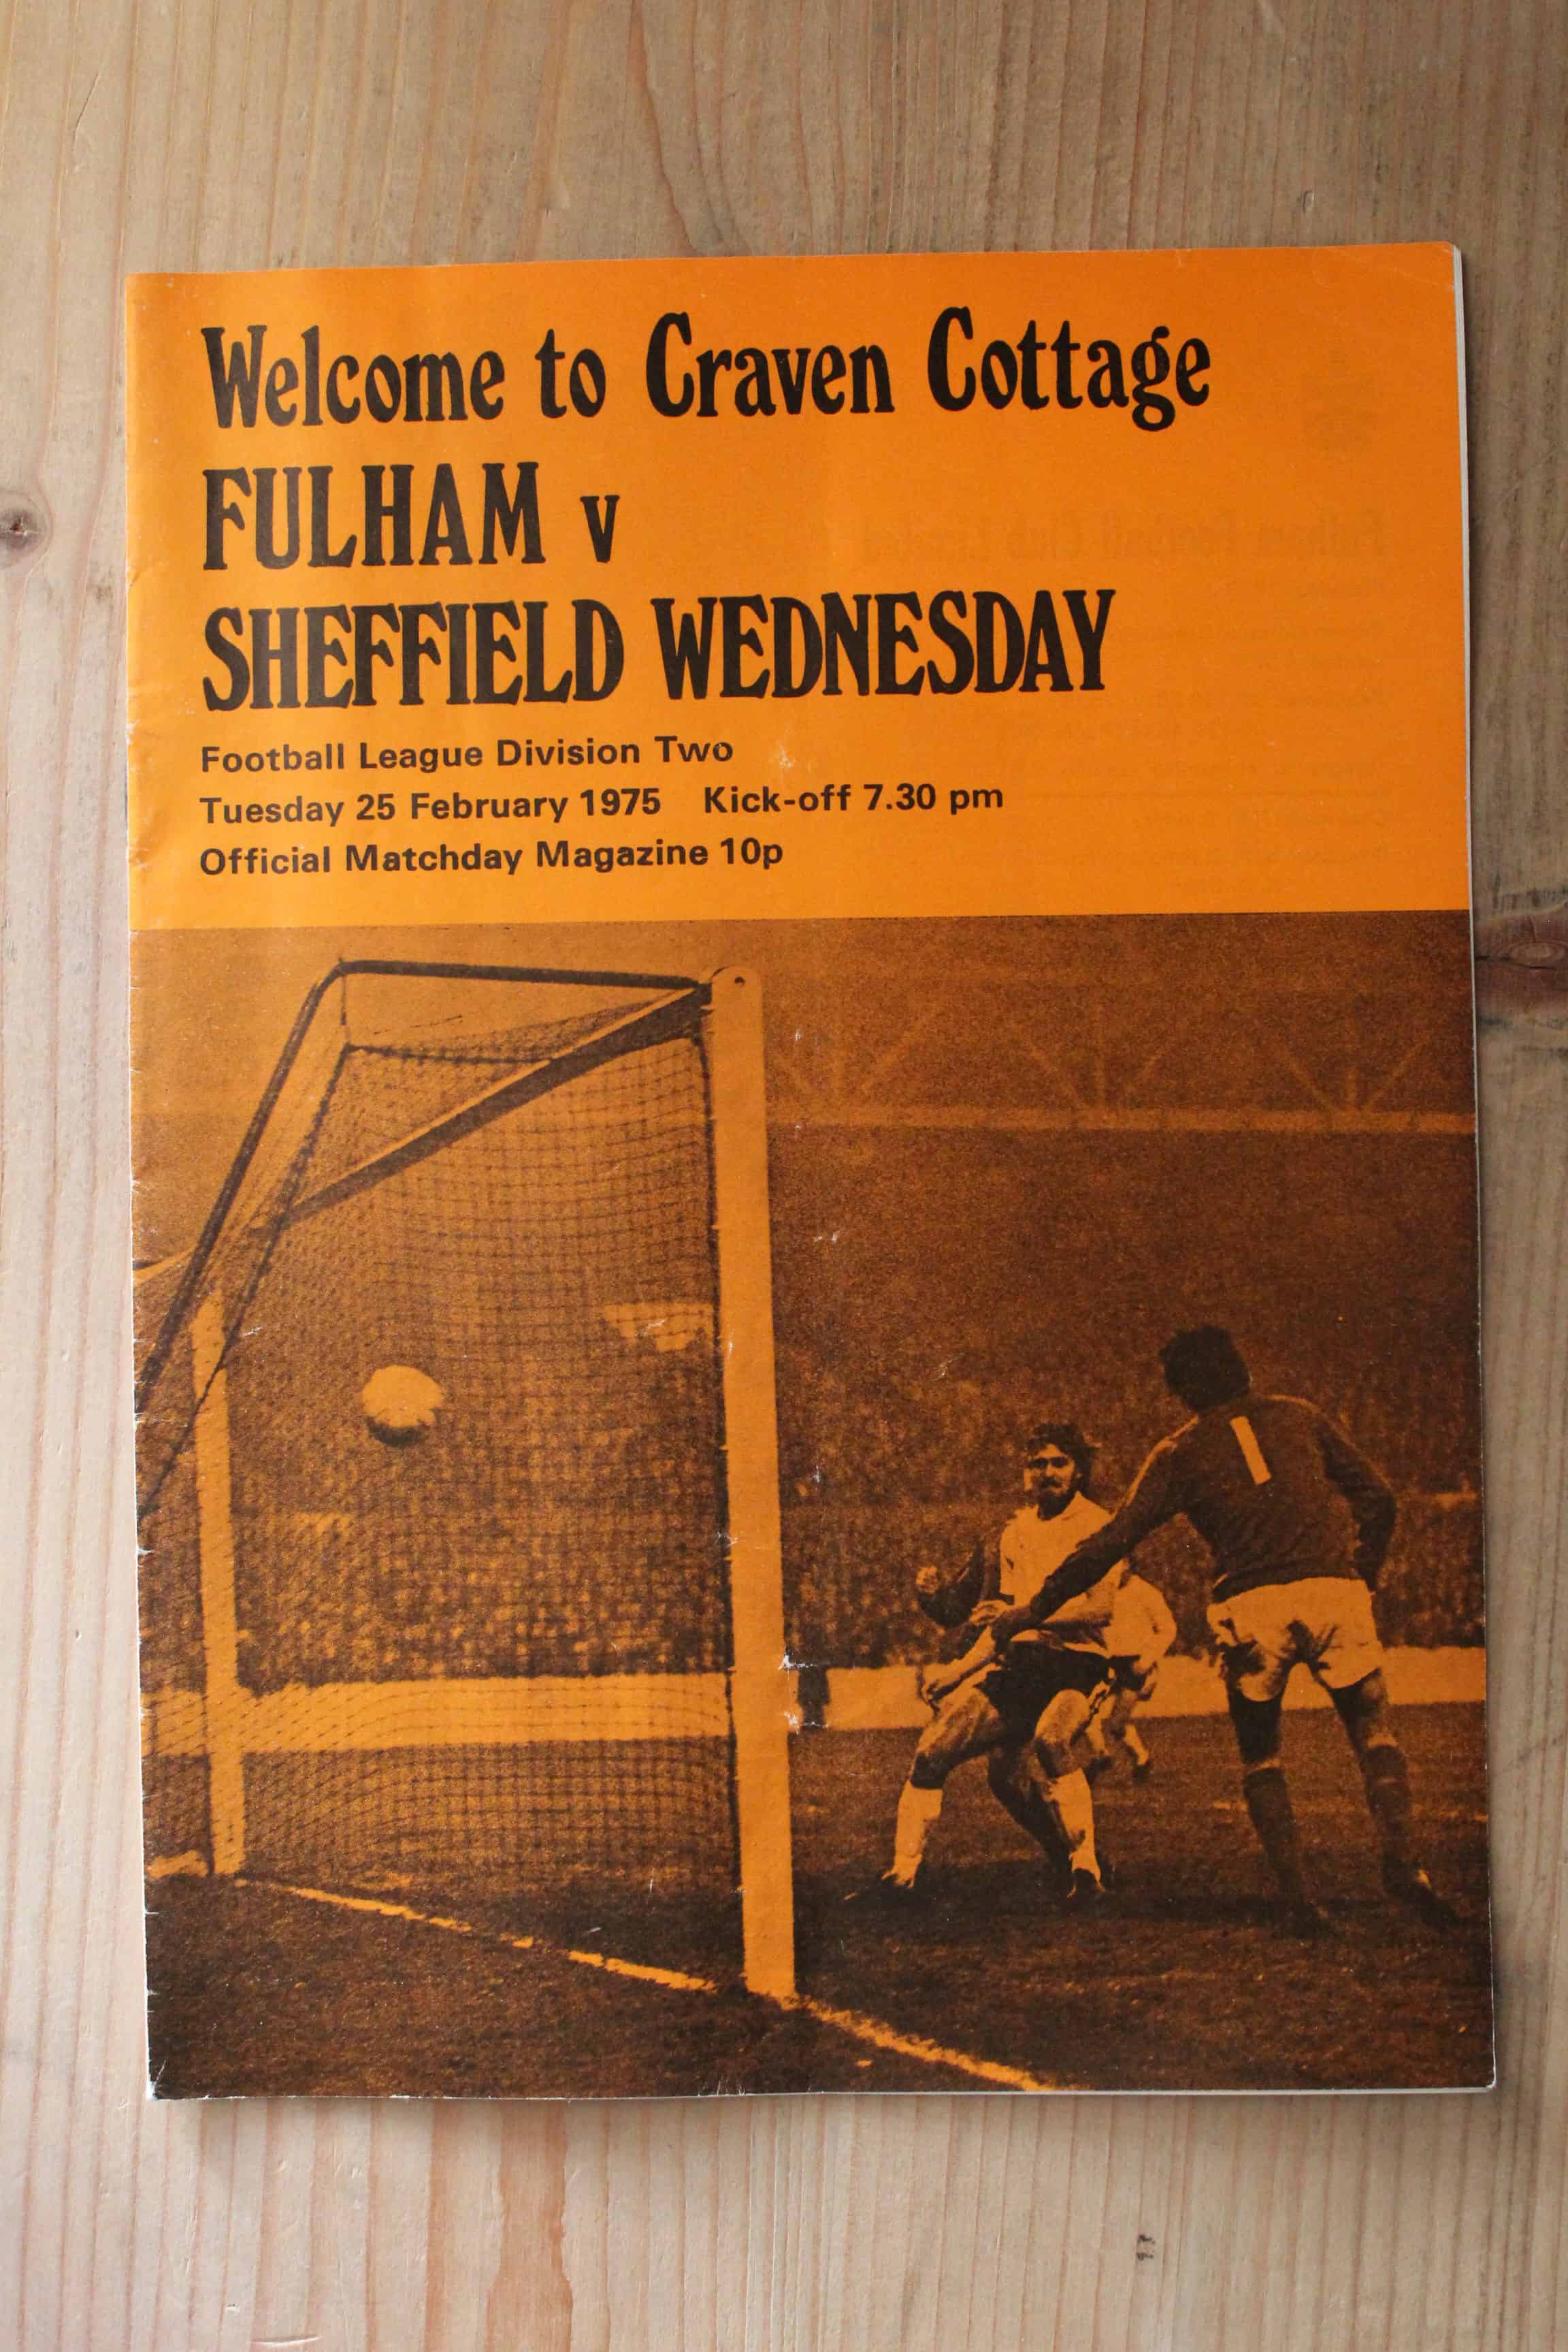 Welcome to Craven Cottage
FULHAM v
SHEFFIELD WEDNESDAY
Football League Division Two
Tuesday 25 February 1975 Kick-off 7.30 pm
Official Matchday Magazine 10p
1